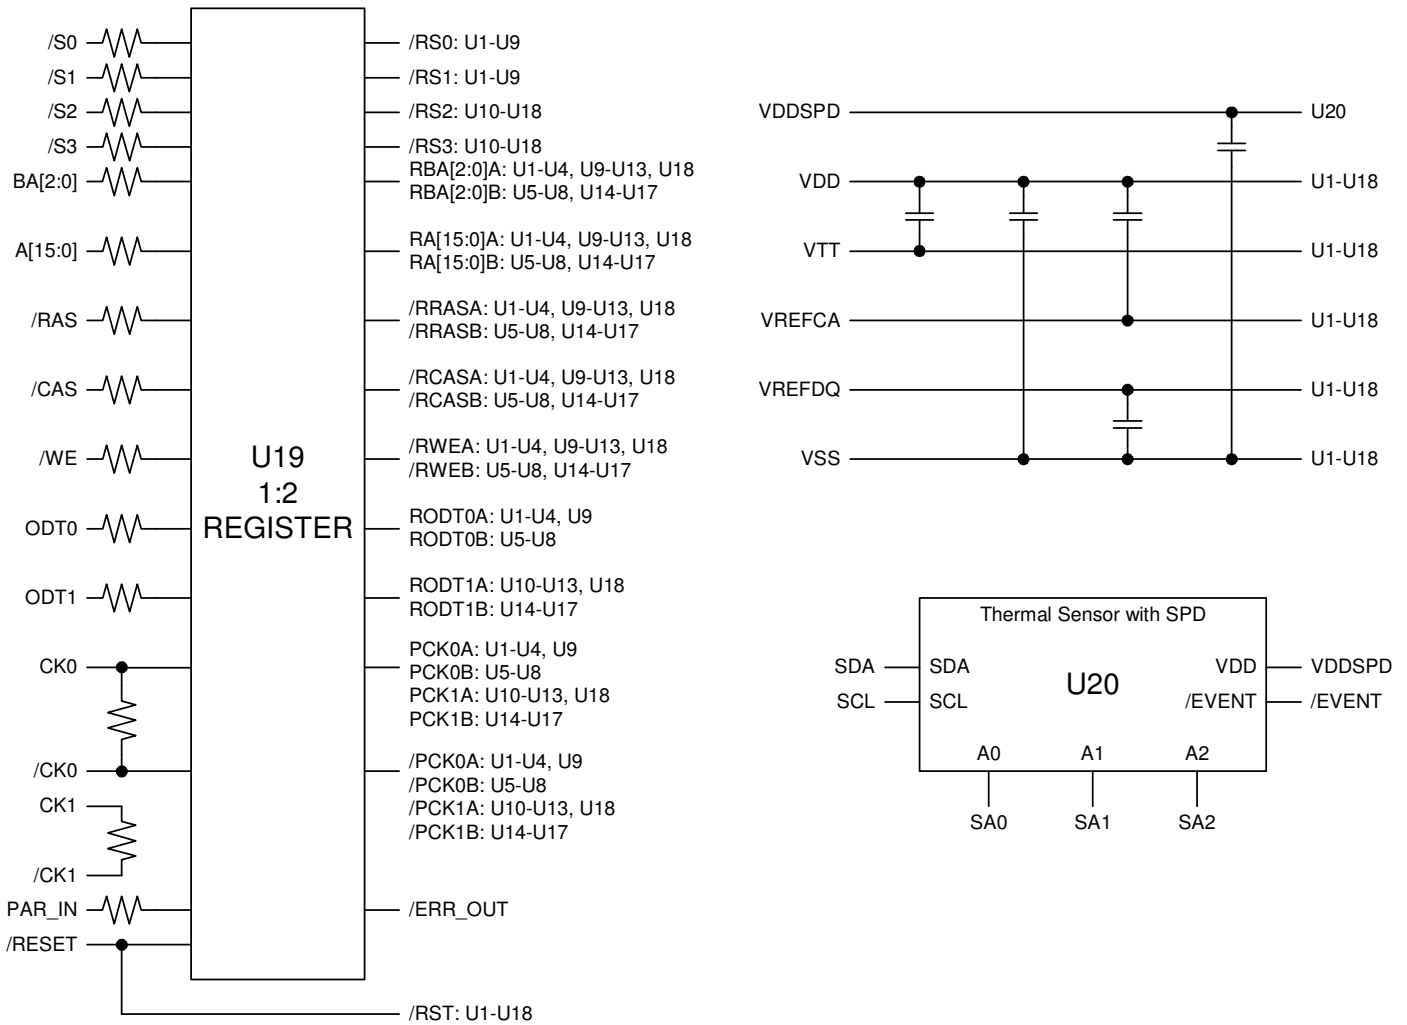 /S0
/S1
/S2
/S3
BA[2:0]
A[15:0]
/RAS
/CAS
/WE
ODT0
ODT1
CK0
/CK0
CK1
/CK1
PAR_IN
/RESET
U19
1:2
REGISTER
/RS0: U1-U9
/RS1: U1-U9
/RS2: U10-U18
/RS3: U10-U18
RBA[2:0]A: U1-U4, U9-U13, U18
RBA[2:0]B: U5-U8, U14-U17
RA[15:0]A: U1-U4, U9-U13, U18
RA[15:0]B: U5-U8, U14-U17
/RRASA: U1-U4, U9-U13, U18
/RRASB: U5-U8, U14-U17
/RCASA: U1-U4, U9-U13, U18
/RCASB: U5-U8, U14-U17
/RWEA: U1-U4, U9-U13, U18
/RWEB: U5-U8, U14-U17
RODT0A: U1-U4, U9
RODT0B: U5-U8
RODT1A: U10-U13, U18
RODT1B: U14-U17
PCK0A: U1-U4, U9
PCK0B: U5-U8
PCK1A: U10-U13, U18
PCK1B: U14-U17
/PCK0A: U1-U4, U9
/PCK0B: U5-U8
/PCK1A: U10-U13, U18
/PCK1B: U14-U17
/ERR_OUT
/RST: U1-U18
VDDSPD
U20
VDD
U1-U18
VTT
U1-U18
VREFCA
U1-U18
VREFDQ
U1-U18
VSS
U1-U18
Thermal Sensor with SPD
SDA
SDA
VDD
VDDSPD
U20
SCL
SCL
/EVENT
/EVENT
A0
A1
A2
SA0
SA1
SA2